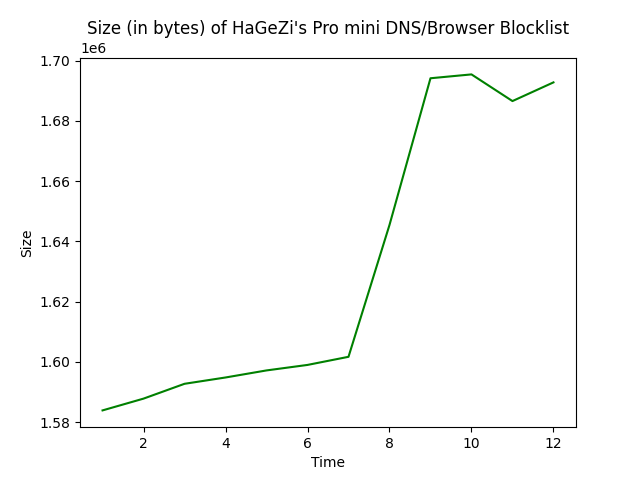 Size (in bytes) of HaGeZi's Pro mini DNS/Browser Blocklist
1e6
1.70
1.68
1.66
1.64
1.62
1.60
1.58
Size
2 4 6 8 10 12
Time